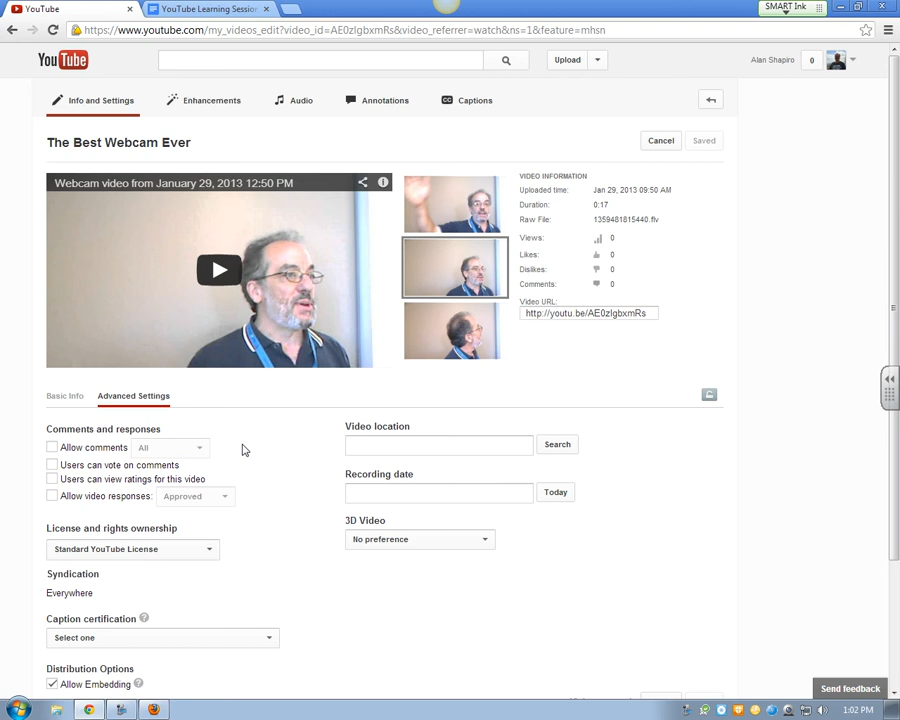 YouTube
YouTube Learning Session
SMART Ink
https://www.youtube.com/my_videos_edit?video_id=AE0zIgbxmRs&video_referrer=watch&ns=1&feature=mhsn
YouTube
Upload
Alan Shapiro
0
Info and Settings
Enhancements
Audio
Annotations
CC Captions
The Best Webcam Ever
Cancel
Saved
Webcam video from January 29, 2013 12:50 PM
VIDEO INFORMATION
Uploaded time: Jan 29, 2013 09:50 AM
Duration: 0:17
Raw File: 1359481815440.flv
Views: 0
Likes: 0
Dislikes: 0
Comments: 0
Video URL:
http://youtu.be/AE0zIgbxmRs
Basic Info
Advanced Settings
Comments and responses
Allow comments All
Users can vote on comments
Users can view ratings for this video
Allow video responses: Approved
License and rights ownership
Standard YouTube License
Syndication
Everywhere
Caption certification ?
Select one
Distribution Options
Allow Embedding ?
Video location
Search
Recording date
Today
3D Video
No preference
Send feedback
1:02 PM